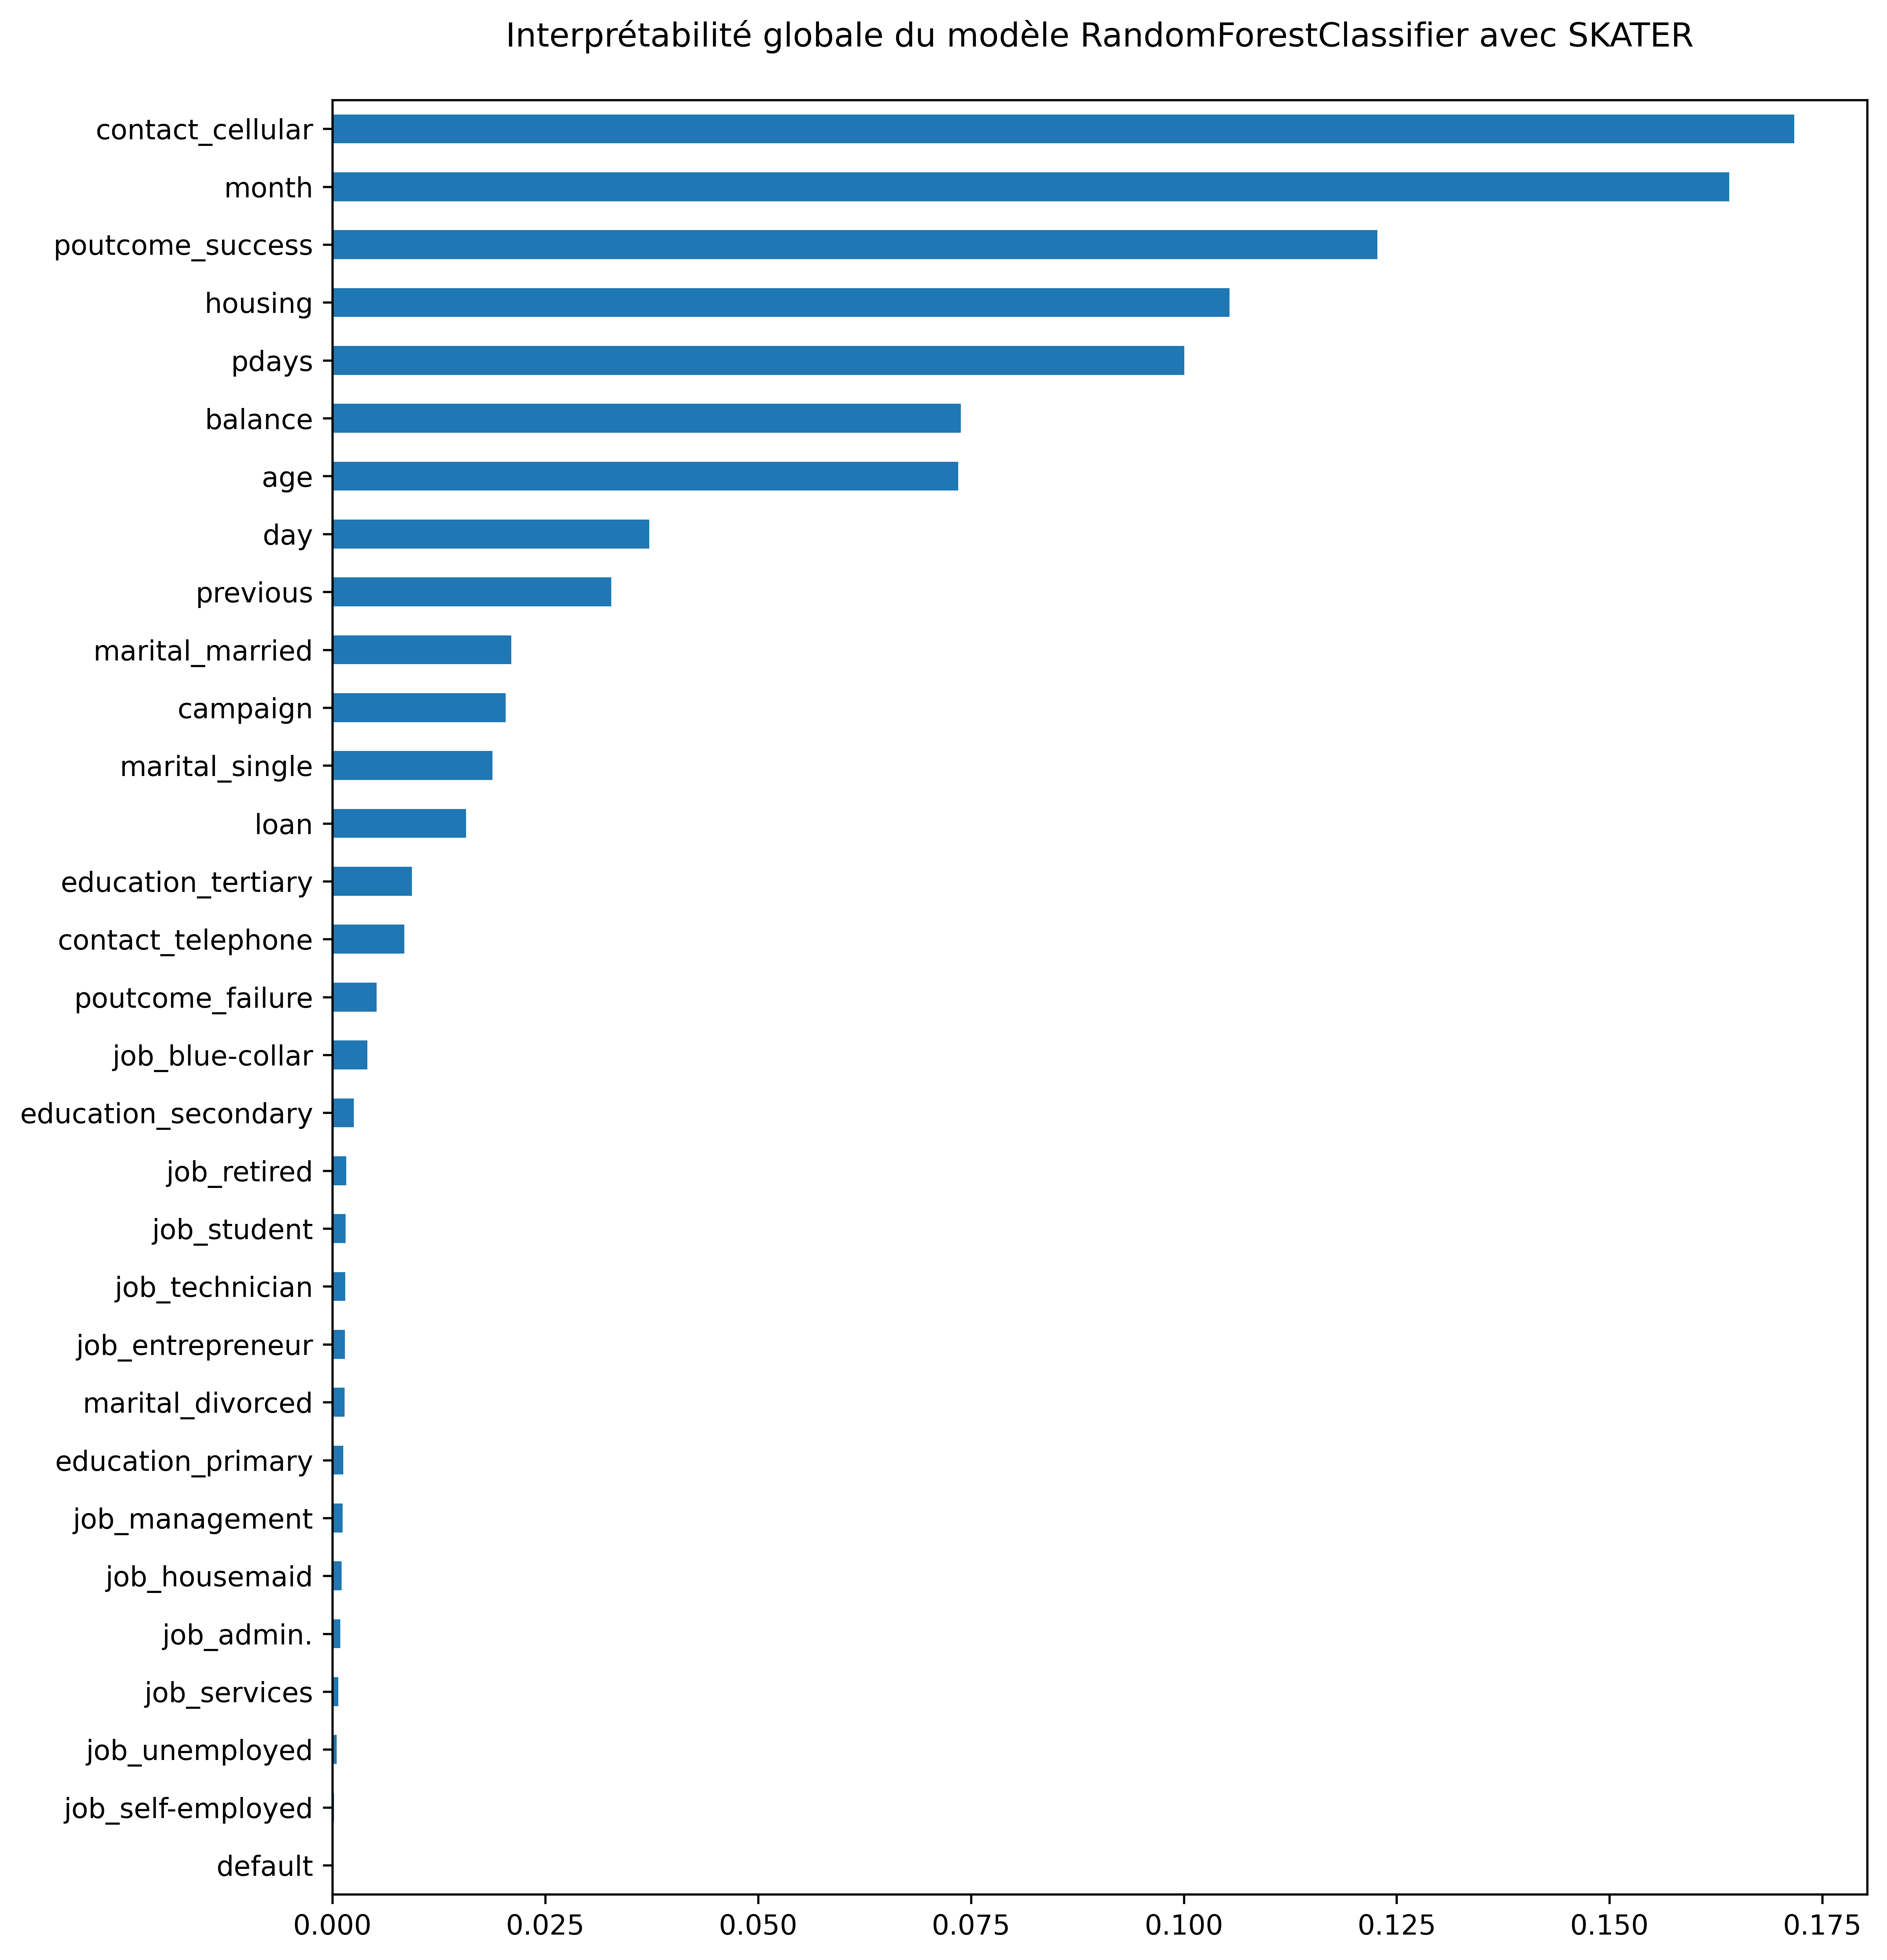 Interprétabilité globale du modèle RandomForestClassifier avec SKATER
contact_cellular
month
poutcome_success
housing
pdays
balance
age
day
previous
marital_married
campaign
marital_single
loan
education_tertiary
contact_telephone
poutcome_failure
job_blue-collar
education_secondary
job_retired
job_student
job_technician
job_entrepreneur
marital_divorced
education_primary
job_management
job_housemaid
job_admin.
job_services
job_unemployed
job_self-employed
default
0.000 0.025 0.050 0.075 0.100 0.125 0.150 0.175